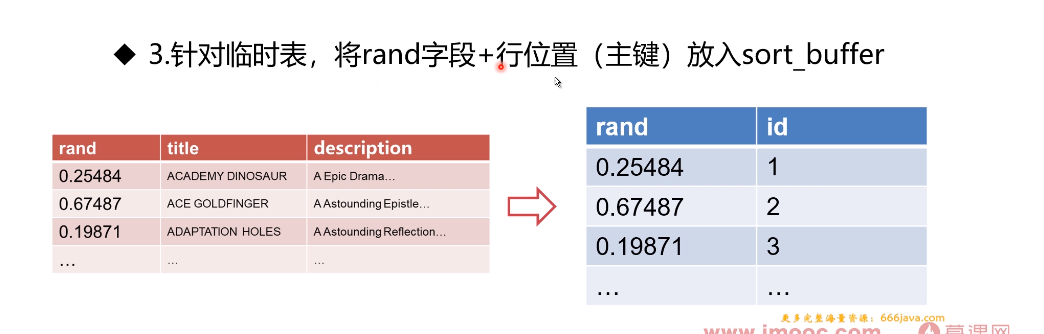 ◆ 3.针对临时表，将rand字段+行位置（主键）放入sort_buffer
rand title description
0.25484 ACADEMY DINOSAUR A Epic Drama…
0.67487 ACE GOLDFINGER A Astounding Epistle…
0.19871 ADAPTATION HOLES A Astounding Reflection…
… … …
rand id
0.25484 1
0.67487 2
0.19871 3
… …
更多完整海量资源：666java.com
www.imooc.com 慕课网